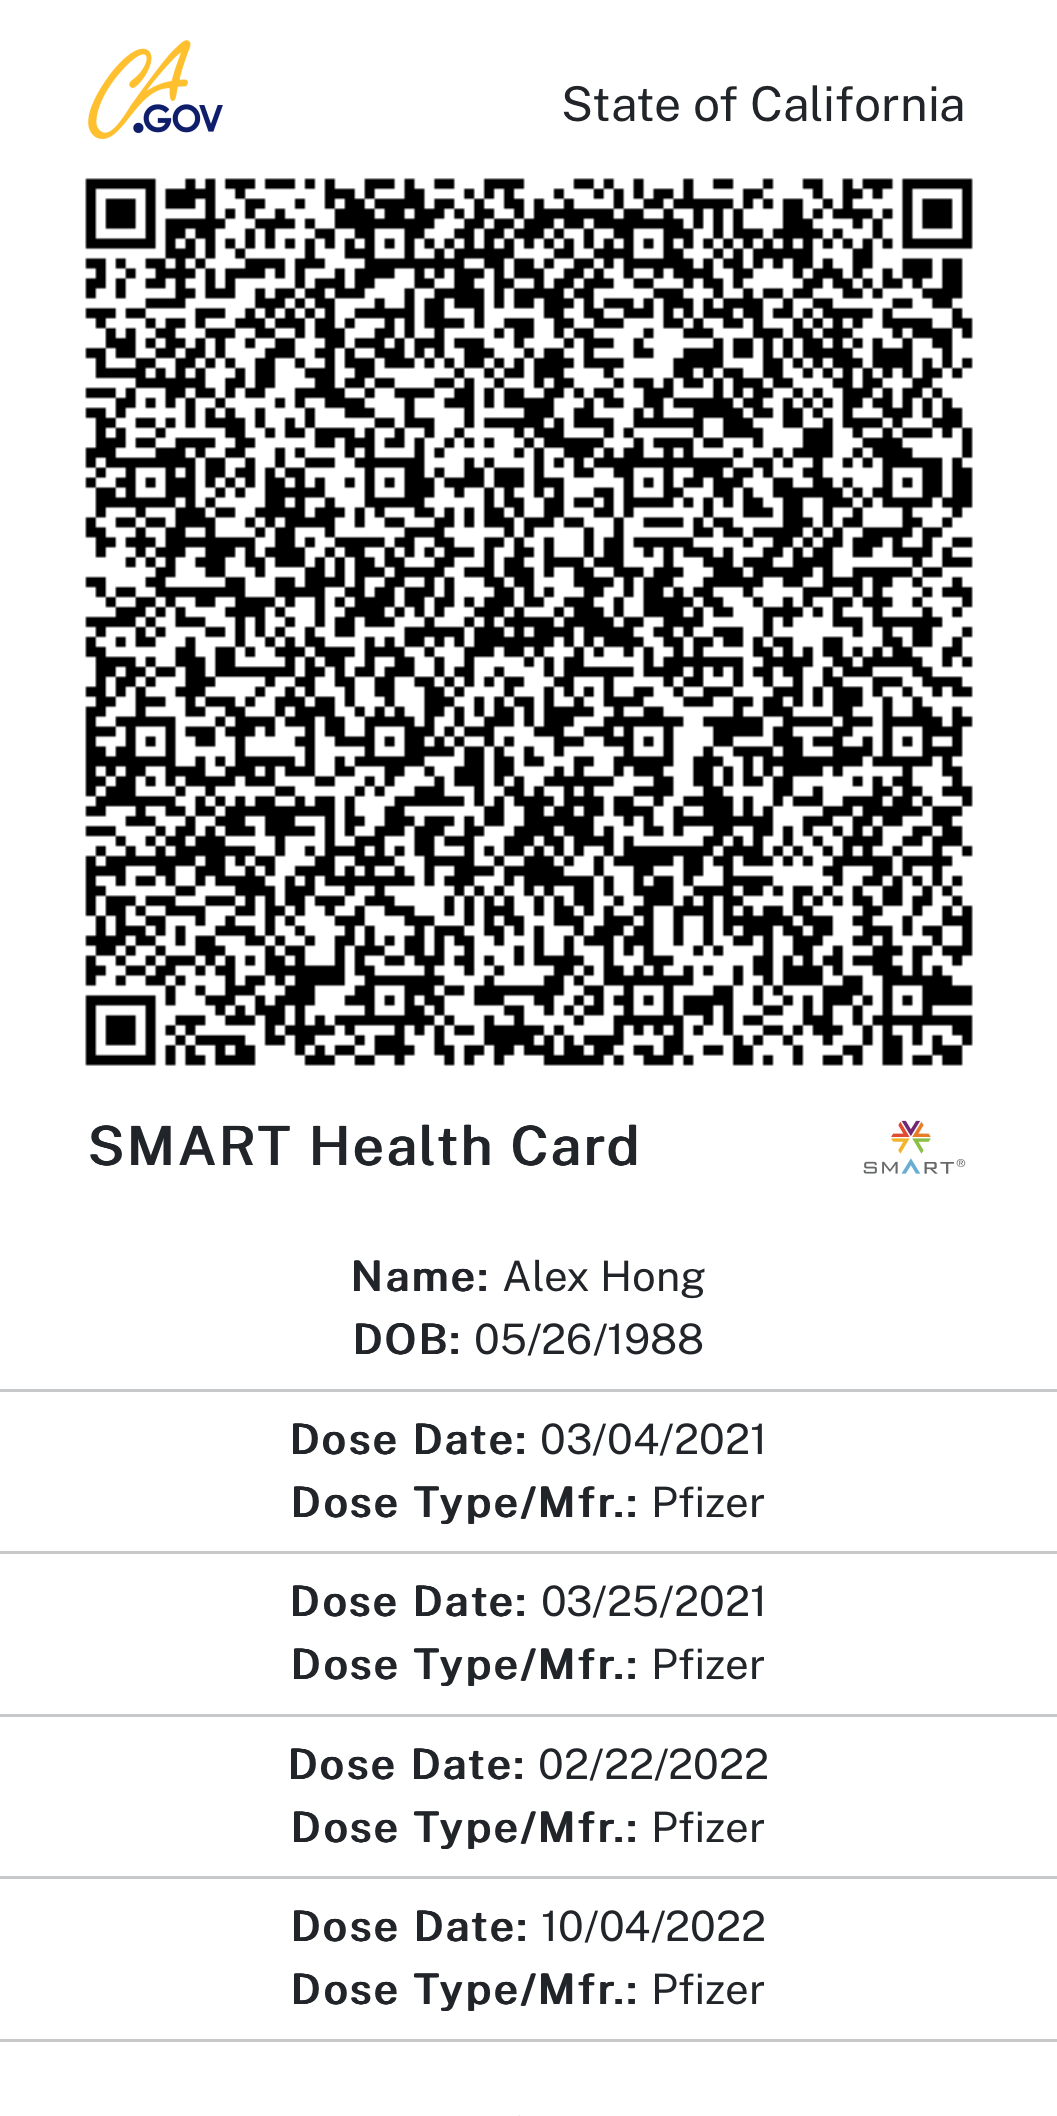 CA.GOV
State of California
SMART Health Card
SMART®
Name: Alex Hong
DOB: 05/26/1988
Dose Date: 03/04/2021
Dose Type/Mfr.: Pfizer
Dose Date: 03/25/2021
Dose Type/Mfr.: Pfizer
Dose Date: 02/22/2022
Dose Type/Mfr.: Pfizer
Dose Date: 10/04/2022
Dose Type/Mfr.: Pfizer